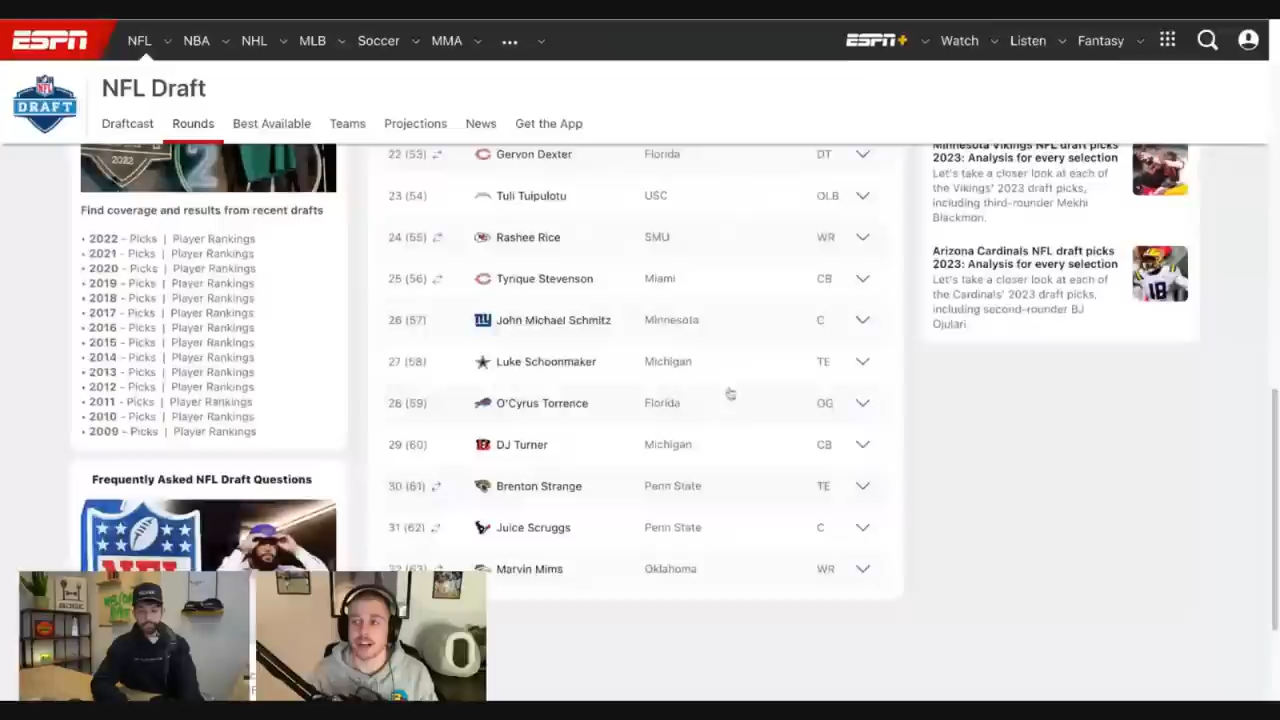 ESPN
NFL
NBA
NHL
MLB
Soccer
MMA
•••
ESPN+
Watch
Listen
Fantasy
NFL
DRAFT
NFL Draft
Draftcast
Rounds
Best Available
Teams
Projections
News
Get the App
2022
Find coverage and results from recent drafts
• 2022 - Picks | Player Rankings
• 2021 - Picks | Player Rankings
• 2020 - Picks | Player Rankings
• 2019 - Picks | Player Rankings
• 2018 - Picks | Player Rankings
• 2017 - Picks | Player Rankings
• 2016 - Picks | Player Rankings
• 2015 - Picks | Player Rankings
• 2014 - Picks | Player Rankings
• 2013 - Picks | Player Rankings
• 2012 - Picks | Player Rankings
• 2011 - Picks | Player Rankings
• 2010 - Picks | Player Rankings
• 2009 - Picks | Player Rankings
Frequently Asked NFL Draft Questions
NFL
22 (53) Gervon Dexter Florida DT
23 (54) Tuli Tuipulotu USC OLB
24 (55) Rashee Rice SMU WR
25 (56) Tyrique Stevenson Miami CB
26 (57) John Michael Schmitz Minnesota C
27 (58) Luke Schoonmaker Michigan TE
28 (59) O'Cyrus Torrence Florida OG
29 (60) DJ Turner Michigan CB
30 (61) Brenton Strange Penn State TE
31 (62) Juice Scruggs Penn State C
32 (63) Marvin Mims Oklahoma WR
Minnesota Vikings NFL draft picks
2023: Analysis for every selection
Let's take a closer look at each of
the Vikings' 2023 draft picks,
including third-rounder Mekhi
Blackmon.
Arizona Cardinals NFL draft picks
2023: Analysis for every selection
Let's take a closer look at each of
the Cardinals' 2023 draft picks,
including second-rounder BJ
Ojulari.
18